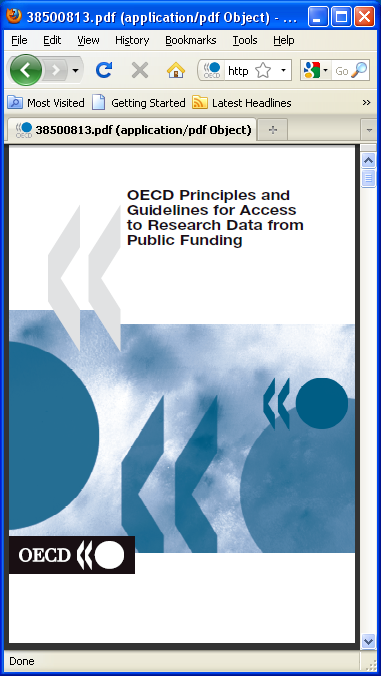 38500813.pdf (application/pdf Object) - ...
File Edit View History Bookmarks Tools Help
http
Go
Most Visited Getting Started Latest Headlines »
38500813.pdf (application/pdf Object)
OECD Principles and
Guidelines for Access
to Research Data from
Public Funding
OECD
Done